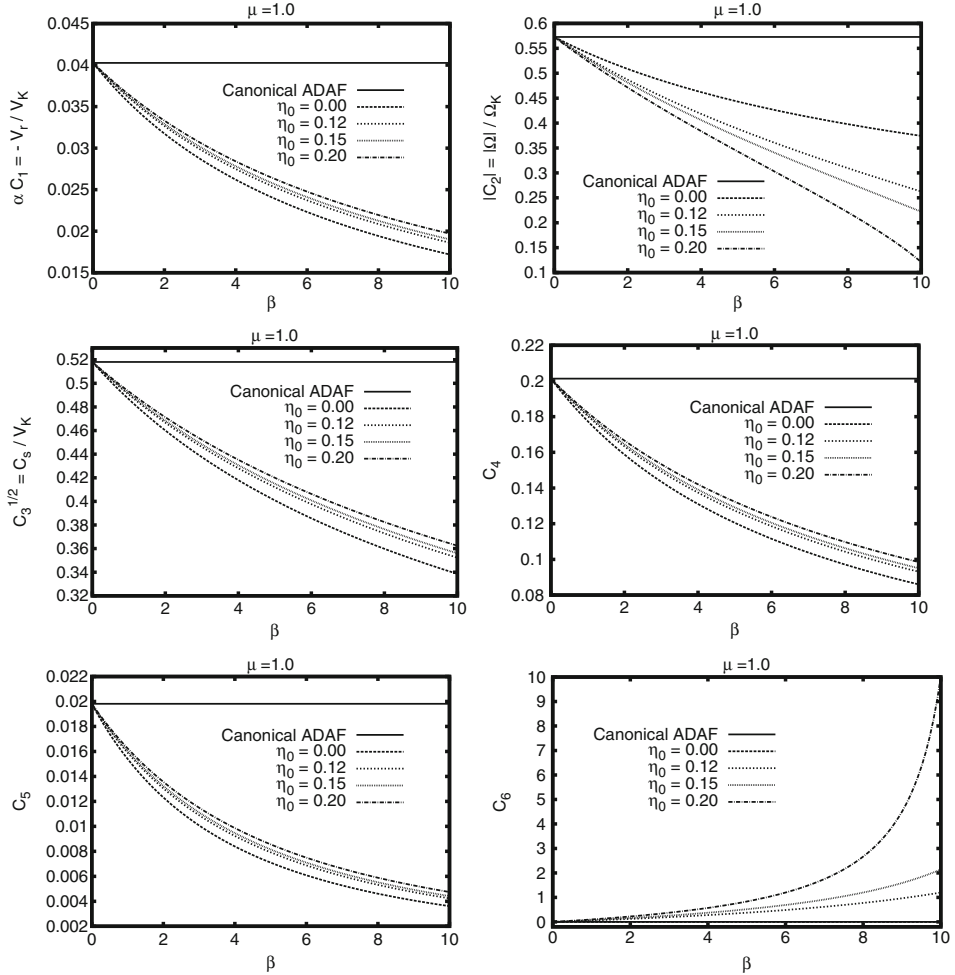 μ =1.0
0.045
0.04
0.035
0.03
0.025
0.02
0.015
α C1 = - Vr / VK
Canonical ADAF
η0 = 0.00
η0 = 0.12
η0 = 0.15
η0 = 0.20
0 2 4 6 8 10
β
μ =1.0
0.6
0.55
0.5
0.45
0.4
0.35
0.3
0.25
0.2
0.15
0.1
|C2| = |Ω| / ΩK
Canonical ADAF
η0 = 0.00
η0 = 0.12
η0 = 0.15
η0 = 0.20
0 2 4 6 8 10
β
μ =1.0
0.52
0.5
0.48
0.46
0.44
0.42
0.4
0.38
0.36
0.34
0.32
C3 1/2 = Cs / VK
Canonical ADAF
η0 = 0.00
η0 = 0.12
η0 = 0.15
η0 = 0.20
0 2 4 6 8 10
β
μ =1.0
0.22
0.2
0.18
0.16
0.14
0.12
0.1
0.08
C4
Canonical ADAF
η0 = 0.00
η0 = 0.12
η0 = 0.15
η0 = 0.20
0 2 4 6 8 10
β
μ =1.0
0.022
0.02
0.018
0.016
0.014
0.012
0.01
0.008
0.006
0.004
0.002
C5
Canonical ADAF
η0 = 0.00
η0 = 0.12
η0 = 0.15
η0 = 0.20
0 2 4 6 8 10
β
μ =1.0
10
9
8
7
6
5
4
3
2
1
0
C6
Canonical ADAF
η0 = 0.00
η0 = 0.12
η0 = 0.15
η0 = 0.20
0 2 4 6 8 10
β